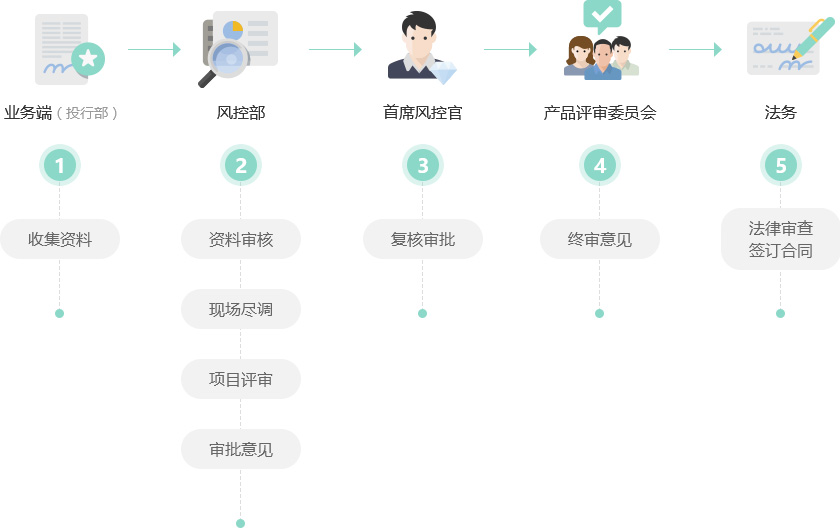 业务端（投行部）
风控部
首席风控官
产品评审委员会
法务
1
2
3
4
5
收集资料
资料审核
复核审批
终审意见
法律审查
签订合同
现场尽调
项目评审
审批意见